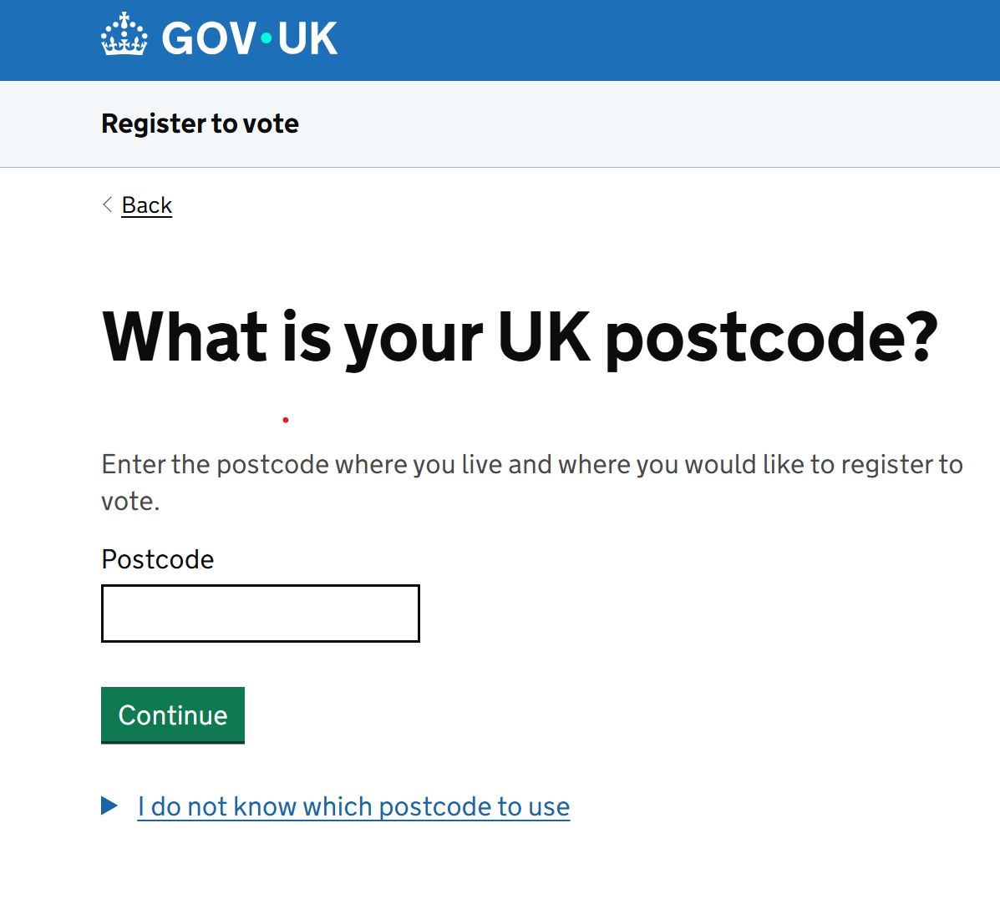 GOV•UK
Register to vote
Back
What is your UK postcode?
Enter the postcode where you live and where you would like to register to
vote.
Postcode
Continue
I do not know which postcode to use